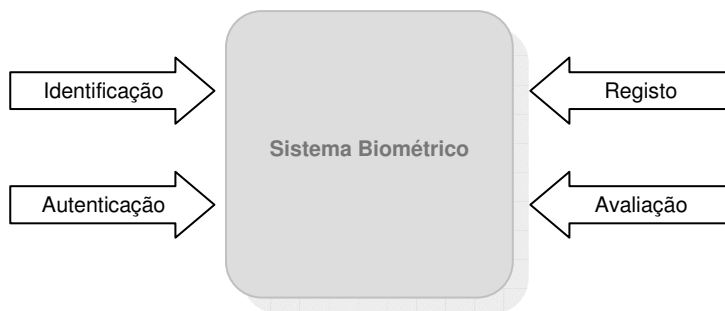 Identificação
Registo
Sistema Biométrico
Autenticação
Avaliação